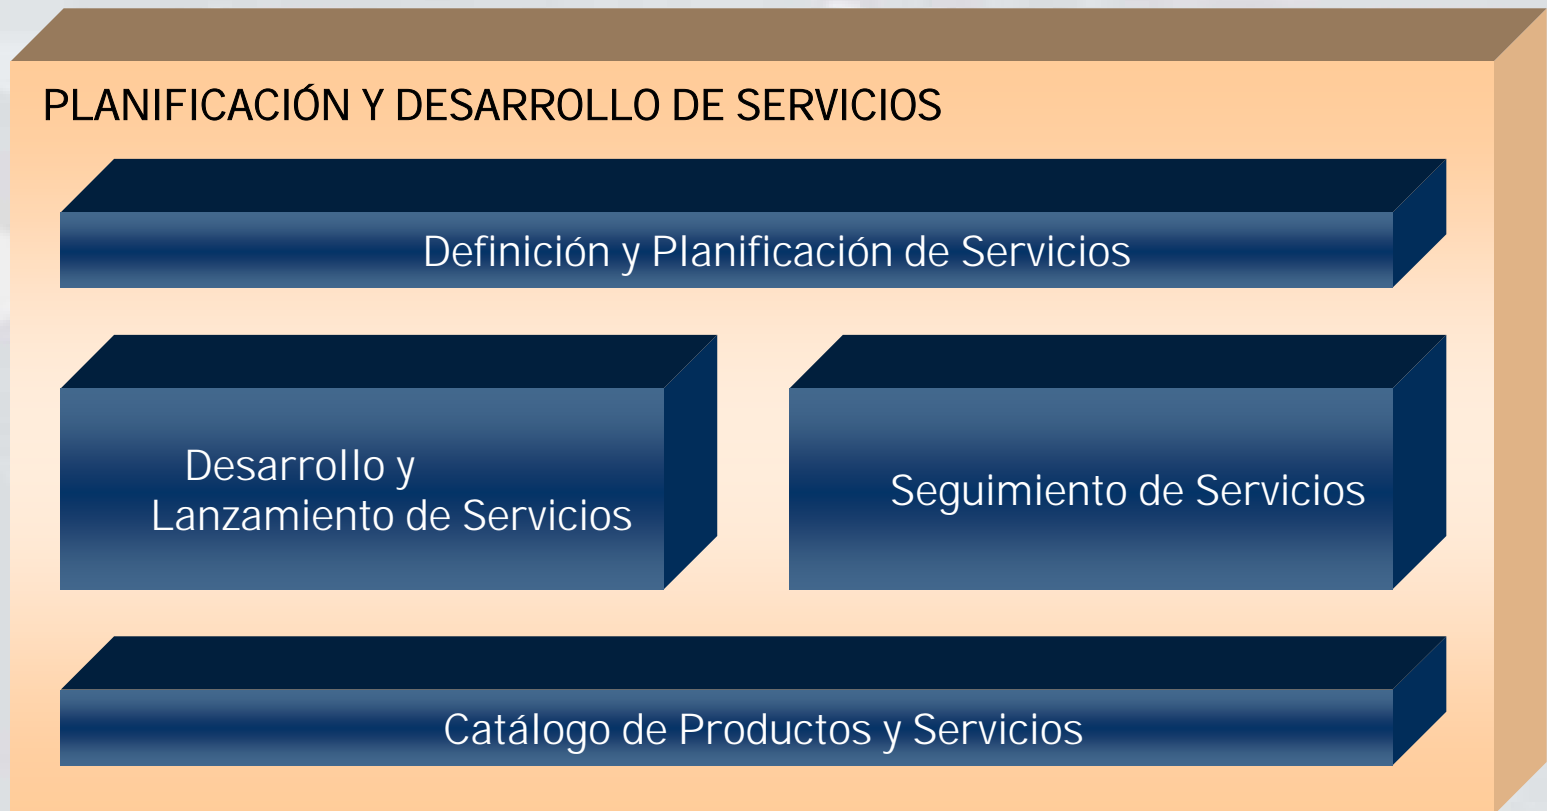 PLANIFICACIÓN Y DESARROLLO DE SERVICIOS
Definición y Planificación de Servicios
Desarrollo y
Lanzamiento de Servicios
Seguimiento de Servicios
Catálogo de Productos y Servicios